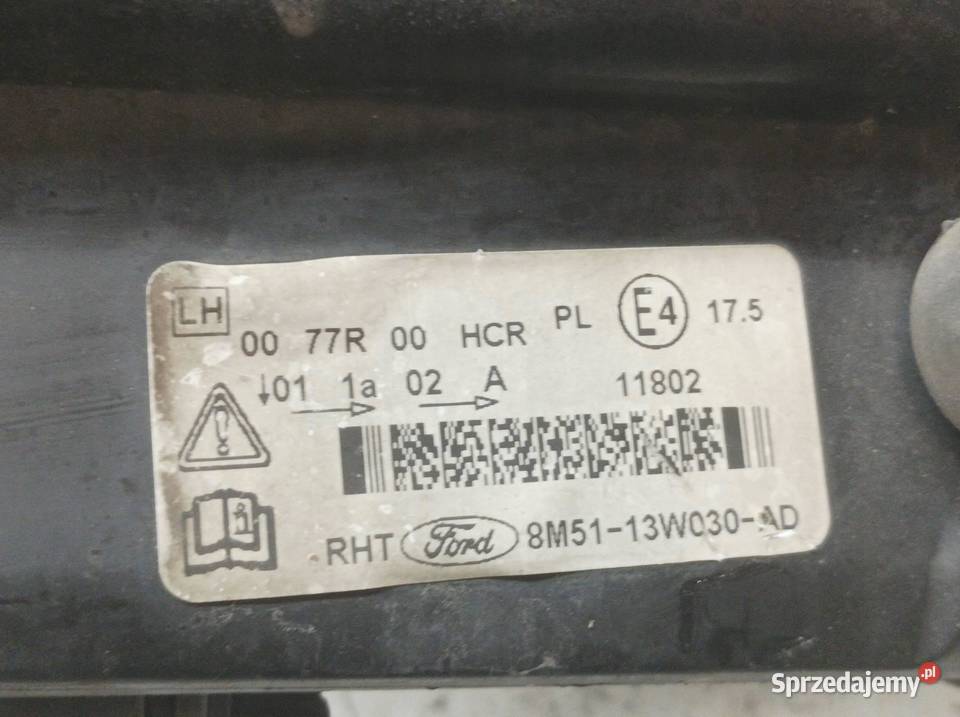 LH
00 77R 00 HCR PL E4 17.5
↓01 1a 02 A 11802
RHT Ford 8M51-13W030-AD
Sprzedajemy.pl